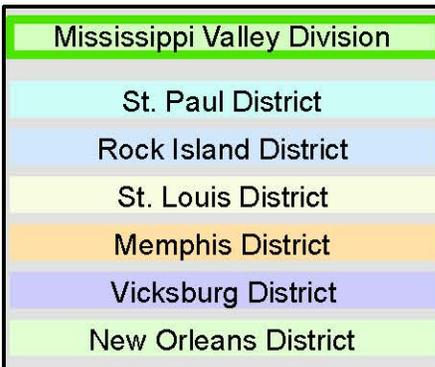 Mississippi Valley Division
St. Paul District
Rock Island District
St. Louis District
Memphis District
Vicksburg District
New Orleans District